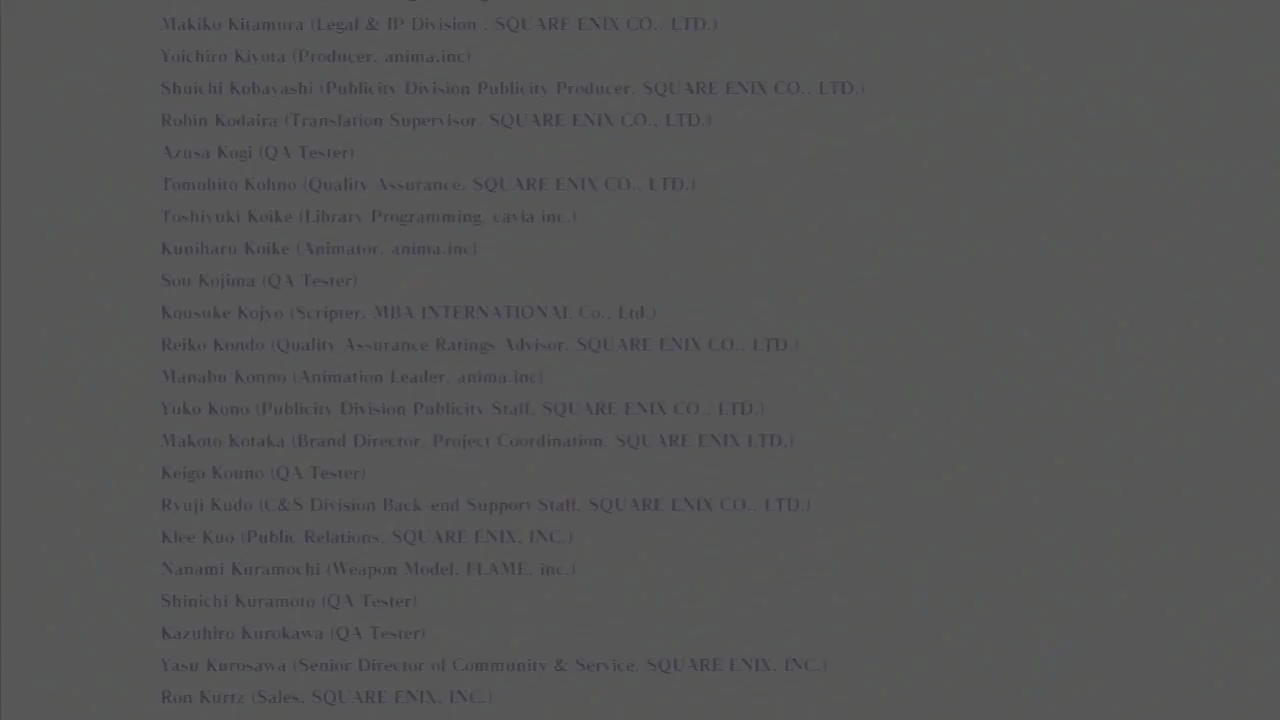 Makiko Kitamura (Legal & IP Division , SQUARE ENIX CO., LTD.)
Yoichiro Kiyota (Producer, anima.inc)
Shuichi Kobayashi (Publicity Division Publicity Producer, SQUARE ENIX CO., LTD.)
Robin Kodaira (Translation Supervisor, SQUARE ENIX CO., LTD.)
Azusa Kogi (QA Tester)
Tomohito Kohno (Quality Assurance, SQUARE ENIX CO., LTD.)
Toshiyuki Koike (Library Programming, cavia inc.)
Kuniharu Koike (Animator, anima.inc)
Sou Kojima (QA Tester)
Kousuke Kojyo (Scripter, MBA INTERNATIONAL Co., Ltd.)
Reiko Kondo (Quality Assurance Ratings Advisor, SQUARE ENIX CO., LTD.)
Manabu Konno (Animation Leader, anima.inc)
Yuko Kono (Publicity Division Publicity Staff, SQUARE ENIX CO., LTD.)
Makoto Kotaka (Brand Director, Project Coordination, SQUARE ENIX LTD.)
Keigo Kouno (QA Tester)
Ryuji Kudo (C&S Division Back-end Support Staff, SQUARE ENIX CO., LTD.)
Klee Kuo (Public Relations, SQUARE ENIX, INC.)
Nanami Kuramochi (Weapon Model, FLAME, inc.)
Shinichi Kuramoto (QA Tester)
Kazuhiro Kurokawa (QA Tester)
Yasu Kurosawa (Senior Director of Community & Service, SQUARE ENIX, INC.)
Ron Kurtz (Sales, SQUARE ENIX, INC.)